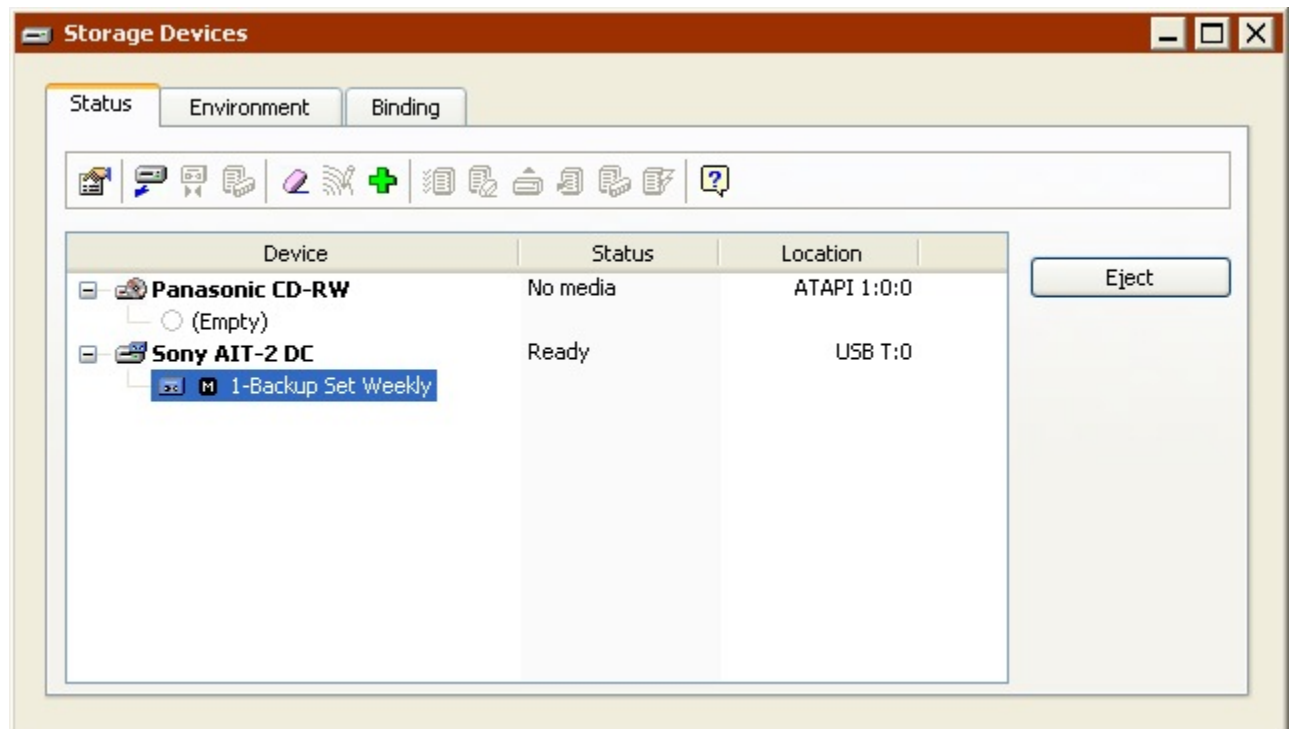 Storage Devices
Status Environment Binding
Device Status Location
Panasonic CD-RW No media ATAPI 1:0:0
(Empty)
Sony AIT-2 DC Ready USB T:0
M 1-Backup Set Weekly
Eject